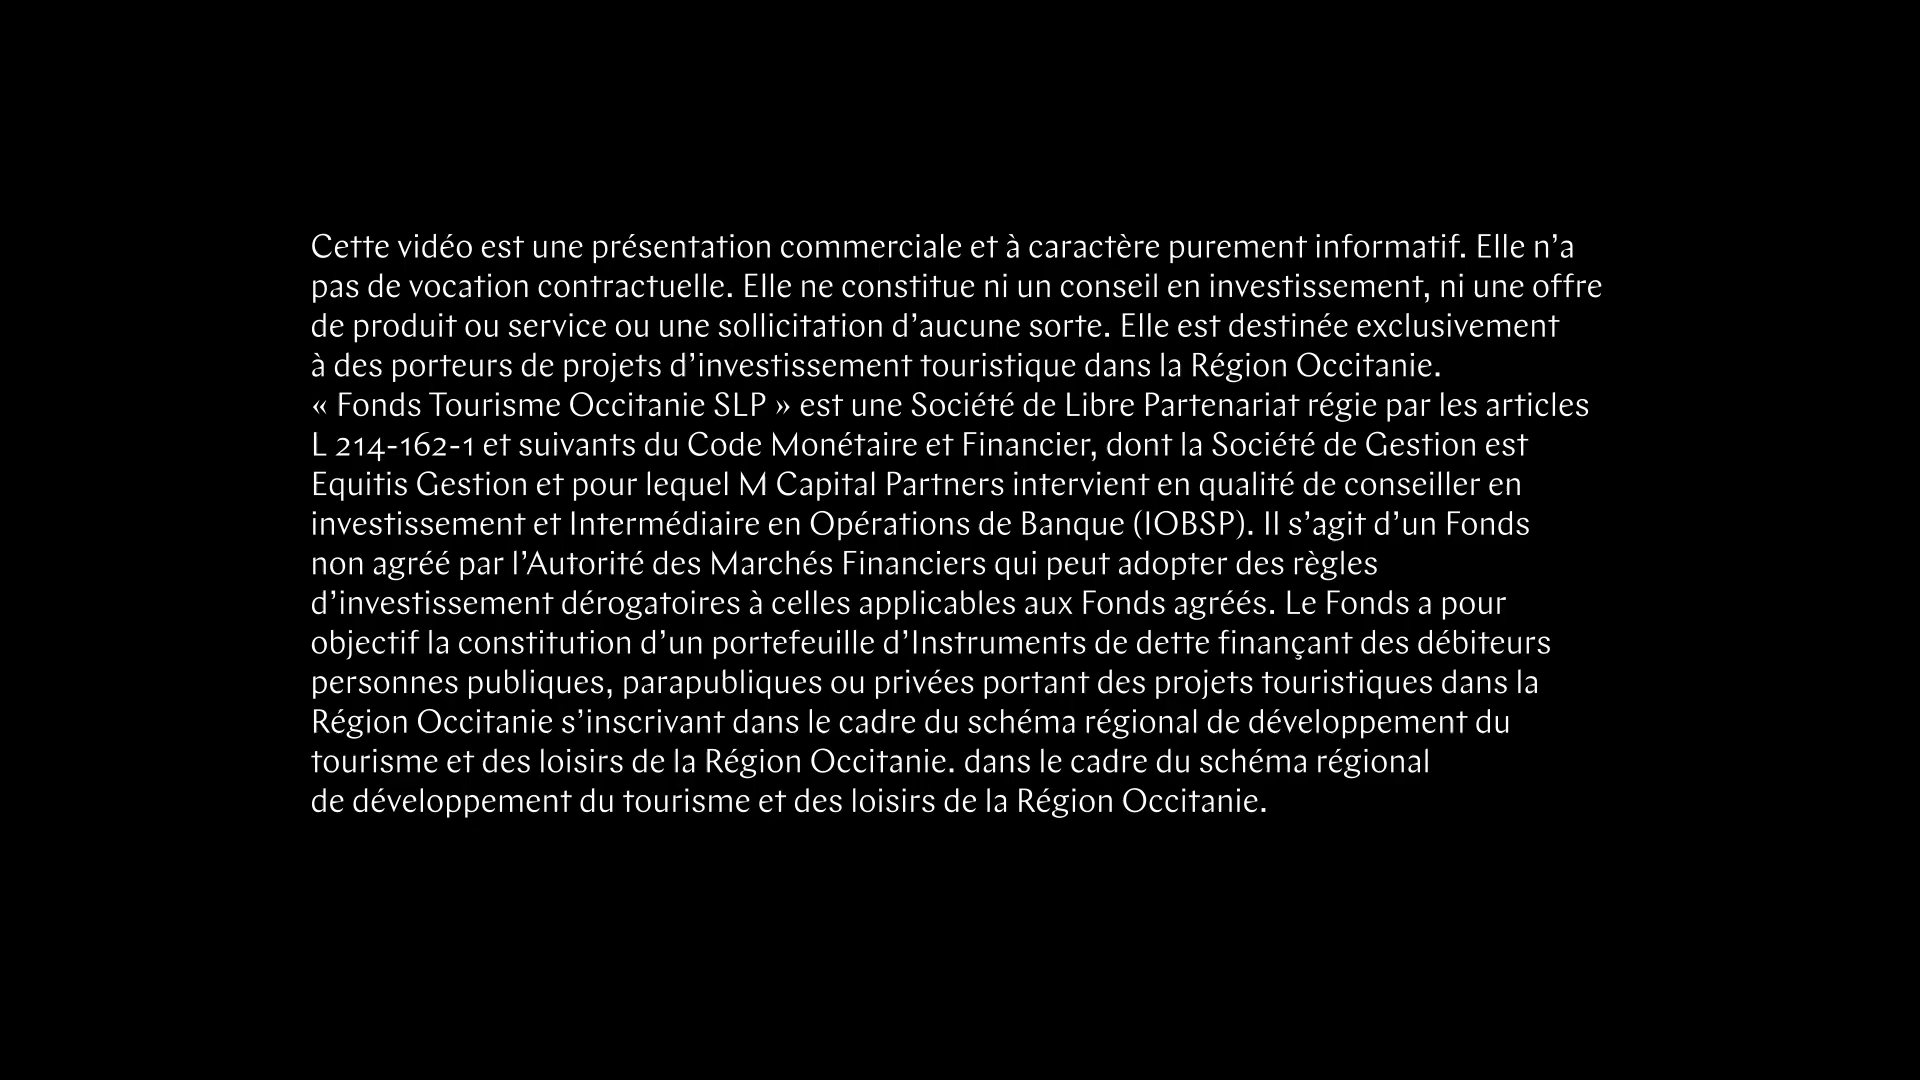 Cette vidéo est une présentation commerciale et à caractère purement informatif. Elle n’a
pas de vocation contractuelle. Elle ne constitue ni un conseil en investissement, ni une offre
de produit ou service ou une sollicitation d’aucune sorte. Elle est destinée exclusivement
à des porteurs de projets d’investissement touristique dans la Région Occitanie.
« Fonds Tourisme Occitanie SLP » est une Société de Libre Partenariat régie par les articles
L 214-162-1 et suivants du Code Monétaire et Financier, dont la Société de Gestion est
Equitis Gestion et pour lequel M Capital Partners intervient en qualité de conseiller en
investissement et Intermédiaire en Opérations de Banque (IOBSP). Il s’agit d’un Fonds
non agréé par l’Autorité des Marchés Financiers qui peut adopter des règles
d’investissement dérogatoires à celles applicables aux Fonds agréés. Le Fonds a pour
objectif la constitution d’un portefeuille d’Instruments de dette finançant des débiteurs
personnes publiques, parapubliques ou privées portant des projets touristiques dans la
Région Occitanie s’inscrivant dans le cadre du schéma régional de développement du
tourisme et des loisirs de la Région Occitanie. dans le cadre du schéma régional
de développement du tourisme et des loisirs de la Région Occitanie.